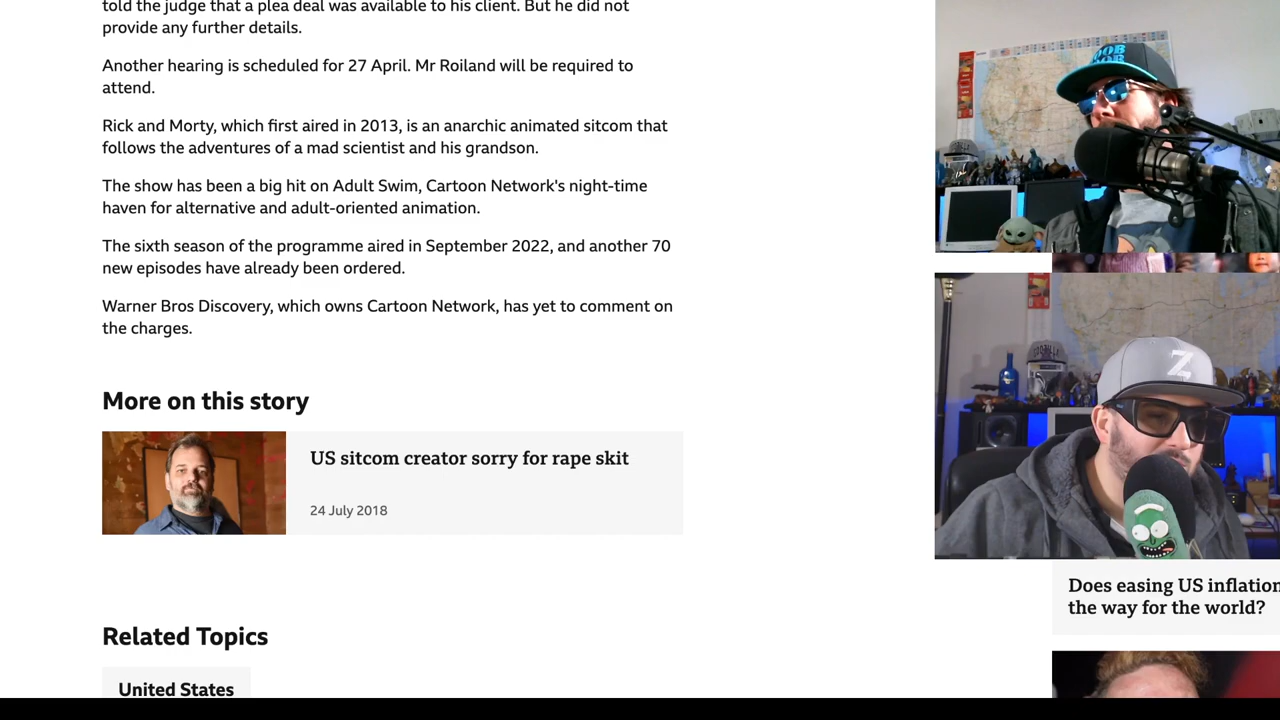 told the judge that a plea deal was available to his client. But he did not
provide any further details.
Another hearing is scheduled for 27 April. Mr Roiland will be required to
attend.
Rick and Morty, which first aired in 2013, is an anarchic animated sitcom that
follows the adventures of a mad scientist and his grandson.
The show has been a big hit on Adult Swim, Cartoon Network's night-time
haven for alternative and adult-oriented animation.
The sixth season of the programme aired in September 2022, and another 70
new episodes have already been ordered.
Warner Bros Discovery, which owns Cartoon Network, has yet to comment on
the charges.
More on this story
US sitcom creator sorry for rape skit
24 July 2018
Related Topics
United States
Z
Does easing US inflation
the way for the world?